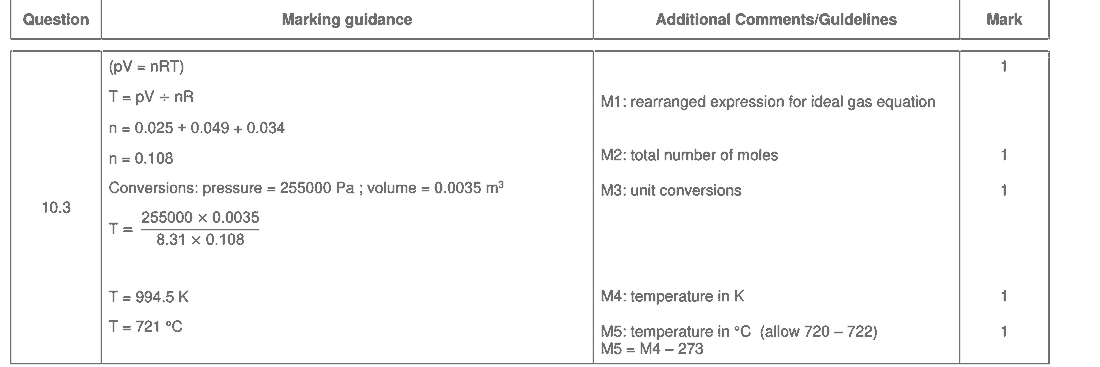 Question Marking guidance Additional Comments/Guidelines Mark
(pV = nRT) 1
T = pV ÷ nR
M1: rearranged expression for ideal gas equation
n = 0.025 + 0.049 + 0.034
n = 0.108 M2: total number of moles 1
Conversions: pressure = 255000 Pa ; volume = 0.0035 m³ M3: unit conversions 1
10.3
T = 255000 × 0.0035
8.31 × 0.108
T = 994.5 K M4: temperature in K 1
T = 721 °C M5: temperature in °C (allow 720 – 722) 1
M5 = M4 – 273